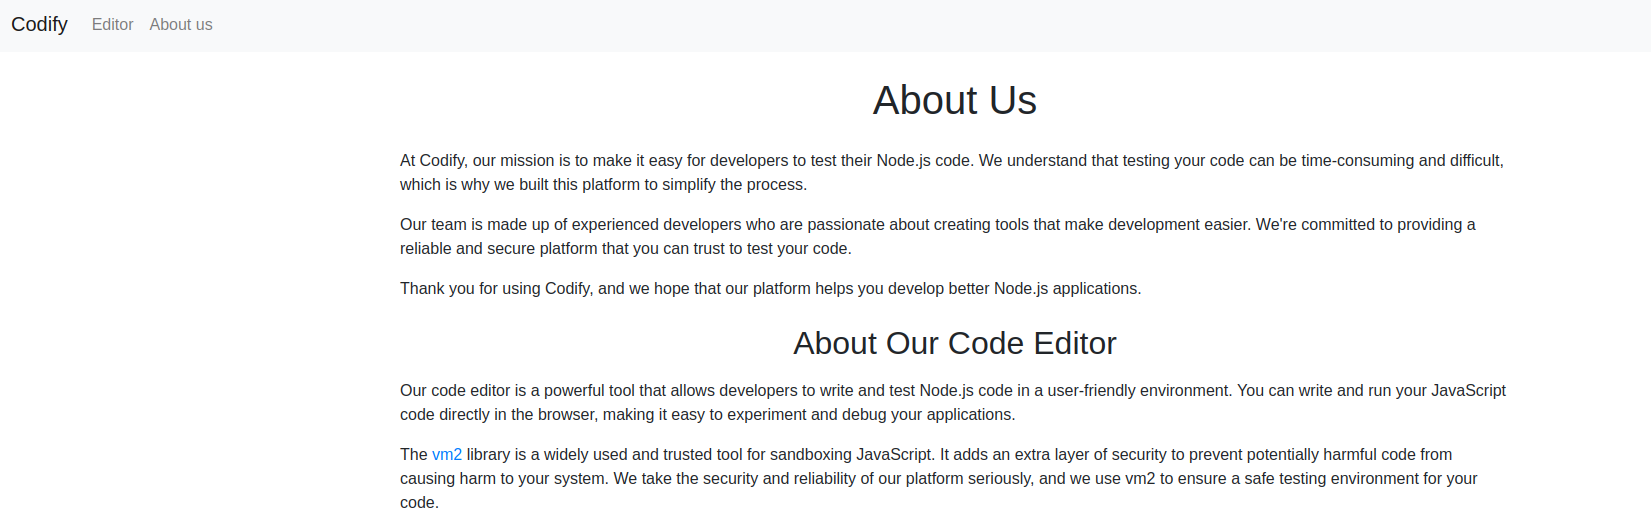 Codify Editor About us
About Us
At Codify, our mission is to make it easy for developers to test their Node.js code. We understand that testing your code can be time-consuming and difficult,
which is why we built this platform to simplify the process.
Our team is made up of experienced developers who are passionate about creating tools that make development easier. We're committed to providing a
reliable and secure platform that you can trust to test your code.
Thank you for using Codify, and we hope that our platform helps you develop better Node.js applications.
About Our Code Editor
Our code editor is a powerful tool that allows developers to write and test Node.js code in a user-friendly environment. You can write and run your JavaScript
code directly in the browser, making it easy to experiment and debug your applications.
The vm2 library is a widely used and trusted tool for sandboxing JavaScript. It adds an extra layer of security to prevent potentially harmful code from
causing harm to your system. We take the security and reliability of our platform seriously, and we use vm2 to ensure a safe testing environment for your
code.